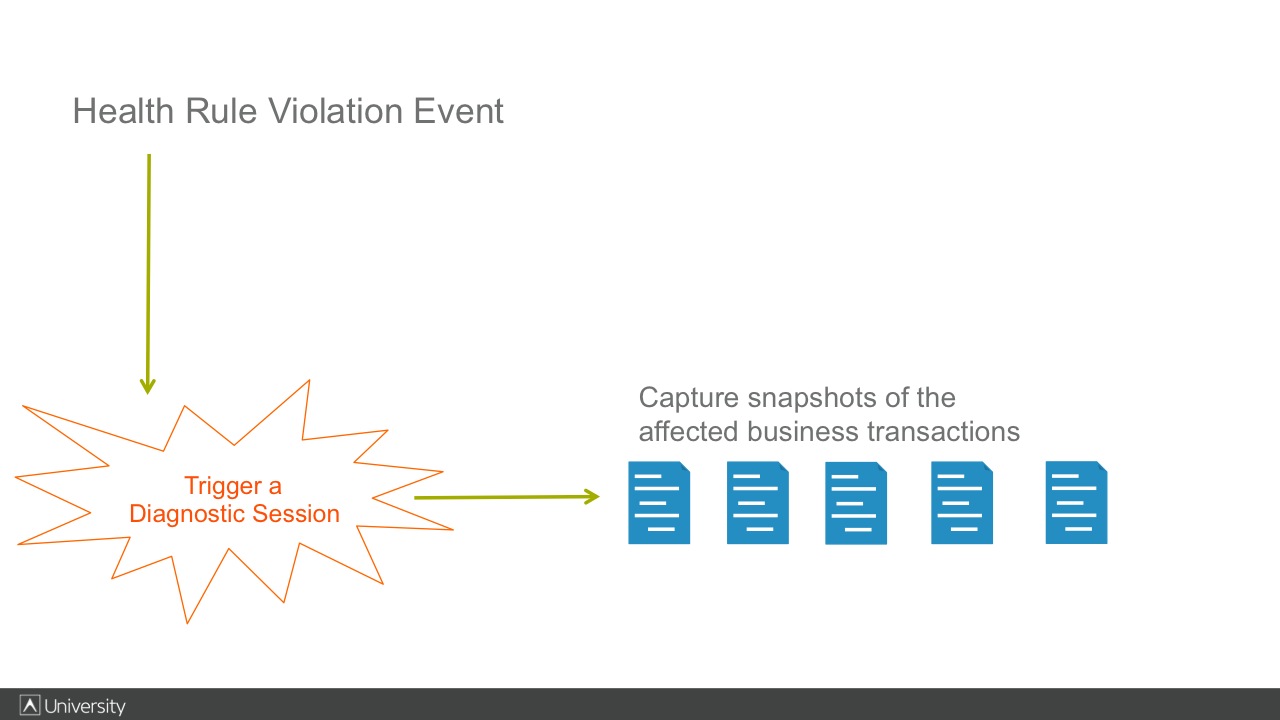 Health Rule Violation Event
Capture snapshots of the
affected business transactions
Trigger a
Diagnostic Session
University